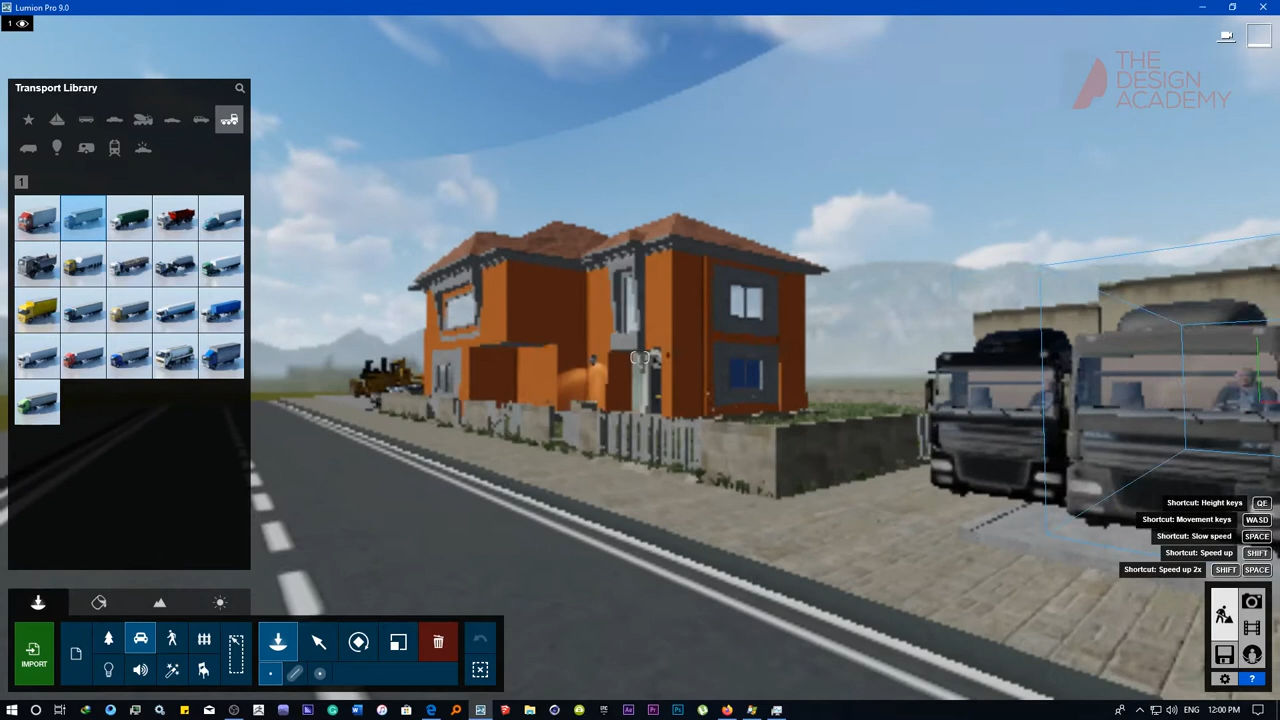 Lumion Pro 9.0
1
Transport Library
THE
DESIGN
ACADEMY
1
Shortcut: Height keys QE
Shortcut: Movement keys WASD
Shortcut: Slow speed SPACE
Shortcut: Speed up SHIFT
Shortcut: Speed up 2x SHIFT SPACE
IMPORT
?
12:00 PM